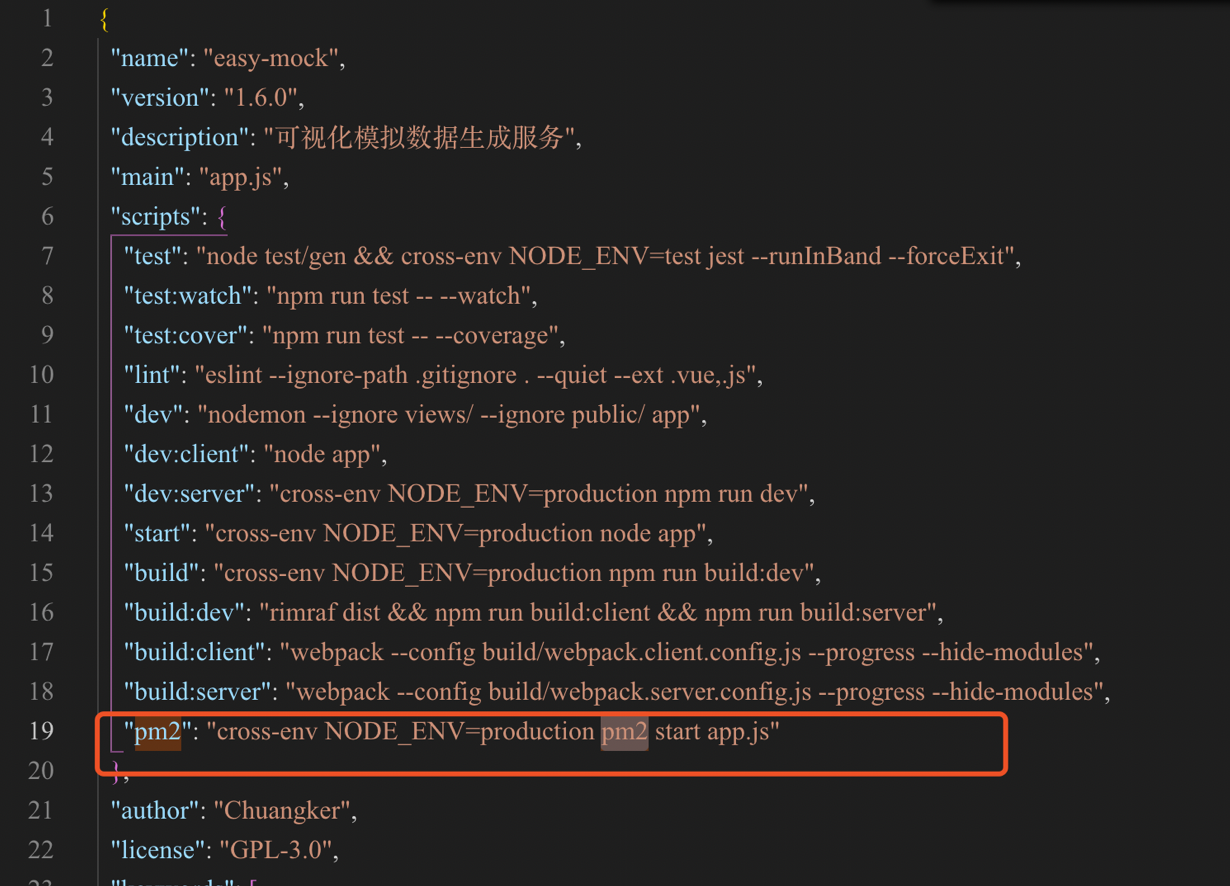 1 {
2 "name": "easy-mock",
3 "version": "1.6.0",
4 "description": "可视化模拟数据生成服务",
5 "main": "app.js",
6 "scripts": {
7 "test": "node test/gen && cross-env NODE_ENV=test jest --runInBand --forceExit",
8 "test:watch": "npm run test -- --watch",
9 "test:cover": "npm run test -- --coverage",
10 "lint": "eslint --ignore-path .gitignore . --quiet --ext .vue,.js",
11 "dev": "nodemon --ignore views/ --ignore public/ app",
12 "dev:client": "node app",
13 "dev:server": "cross-env NODE_ENV=production npm run dev",
14 "start": "cross-env NODE_ENV=production node app",
15 "build": "cross-env NODE_ENV=production npm run build:dev",
16 "build:dev": "rimraf dist && npm run build:client && npm run build:server",
17 "build:client": "webpack --config build/webpack.client.config.js --progress --hide-modules",
18 "build:server": "webpack --config build/webpack.server.config.js --progress --hide-modules",
19 "pm2": "cross-env NODE_ENV=production pm2 start app.js"
20 },
21 "author": "Chuangker",
22 "license": "GPL-3.0",